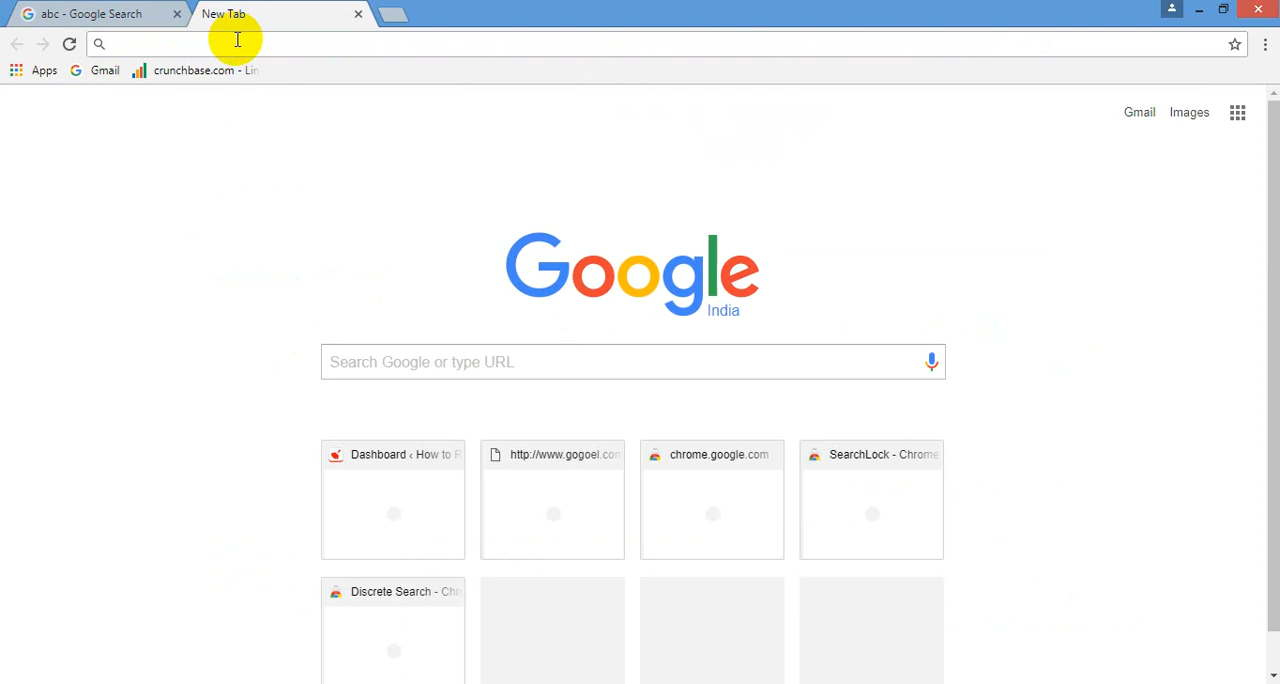 abc - Google Search
New Tab
Apps
Gmail
crunchbase.com - Lin
Gmail
Images
Google
India
Search Google or type URL
Dashboard ‹ How to R
http://www.gogoel.com
chrome.google.com
SearchLock - Chrome
Discrete Search - Chr